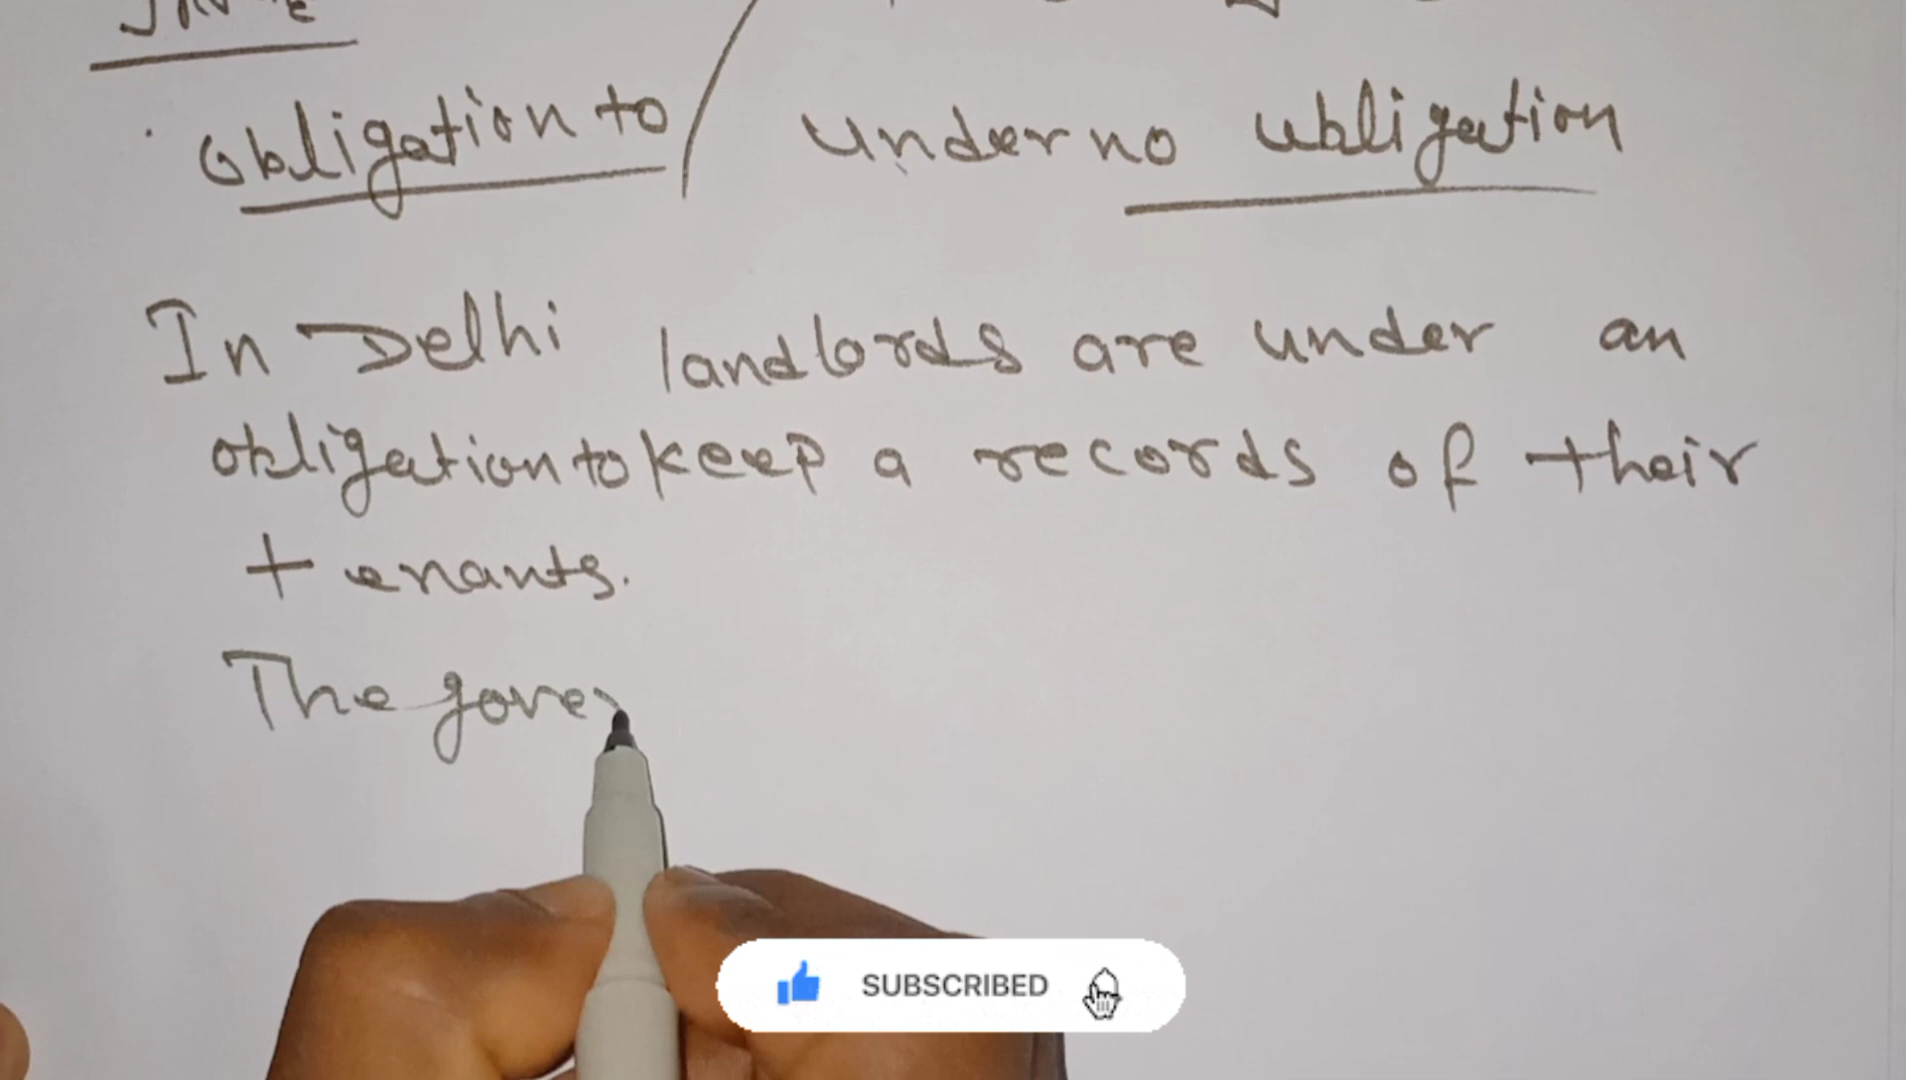 obligation to / under no obligation
In Delhi landlords are under an
obligation to keep a records of their
tenants.
The gover
SUBSCRIBED